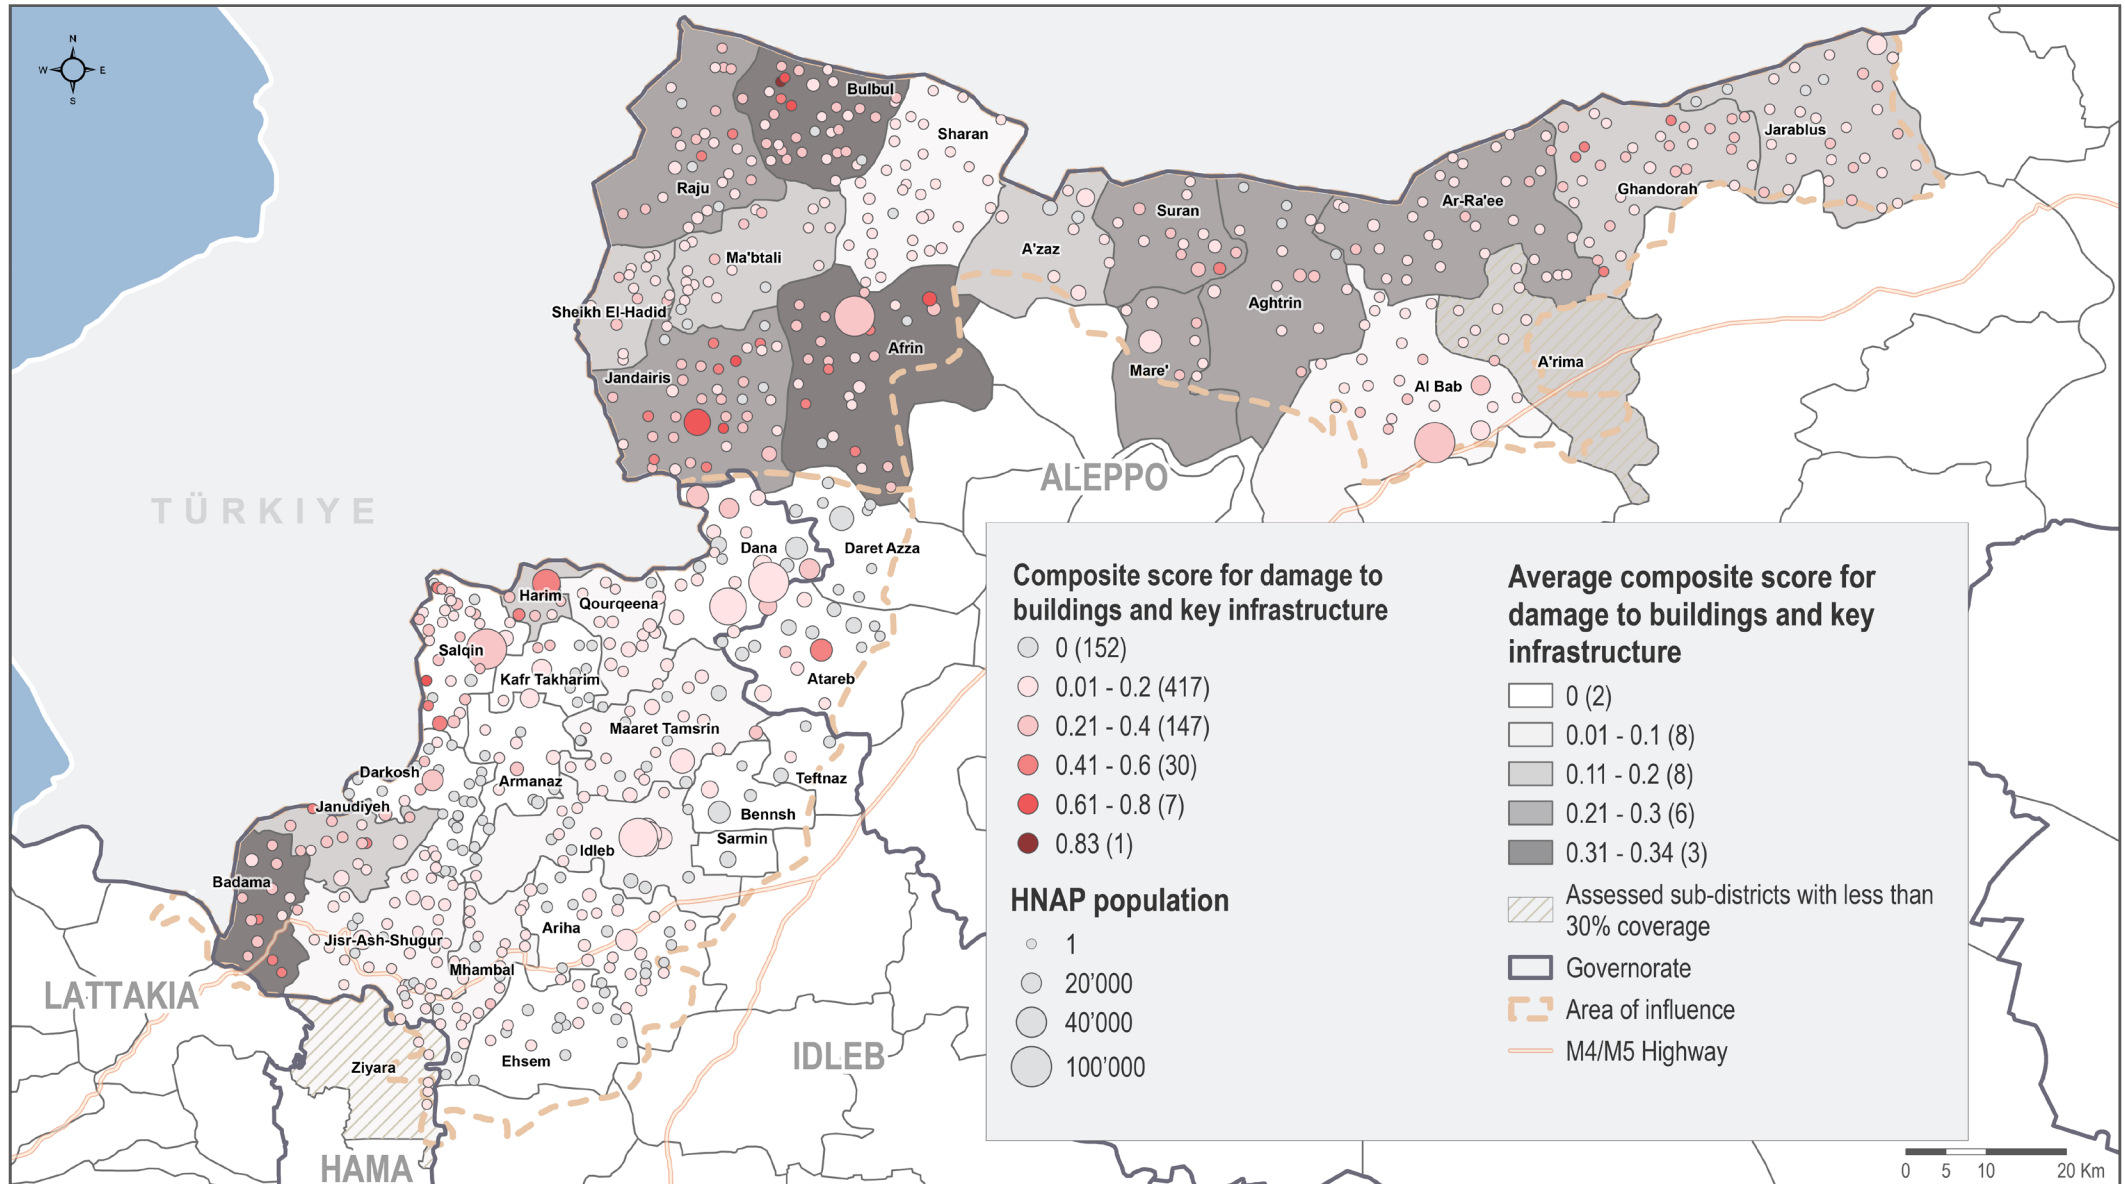 N
W E
S
Bulbul
Sharan
Jarablus
Raju
Ghandorah
Ar-Ra'ee
Suran
A'zaz
Ma'btali
Sheikh El-Hadid
Aghtrin
Afrin
A'rima
Mare'
Jandairis
Al Bab
ALEPPO
TÜRKIYE
Dana
Daret Azza
Harim
Qourqeena
Salqin
Kafr Takharim
Atareb
Maaret Tamsrin
Darkosh
Armanaz
Teftnaz
Janudiyeh
Bennsh
Sarmin
Idleb
Badama
Ariha
Jisr-Ash-Shugur
Mhambal
LATTAKIA
IDLEB
Ehsem
Ziyara
HAMA
Composite score for damage to
buildings and key infrastructure
0 (152)
0.01 - 0.2 (417)
0.21 - 0.4 (147)
0.41 - 0.6 (30)
0.61 - 0.8 (7)
0.83 (1)
HNAP population
1
20'000
40'000
100'000
Average composite score for
damage to buildings and key
infrastructure
0 (2)
0.01 - 0.1 (8)
0.11 - 0.2 (8)
0.21 - 0.3 (6)
0.31 - 0.34 (3)
Assessed sub-districts with less than
30% coverage
Governorate
Area of influence
M4/M5 Highway
0 5 10 20 Km